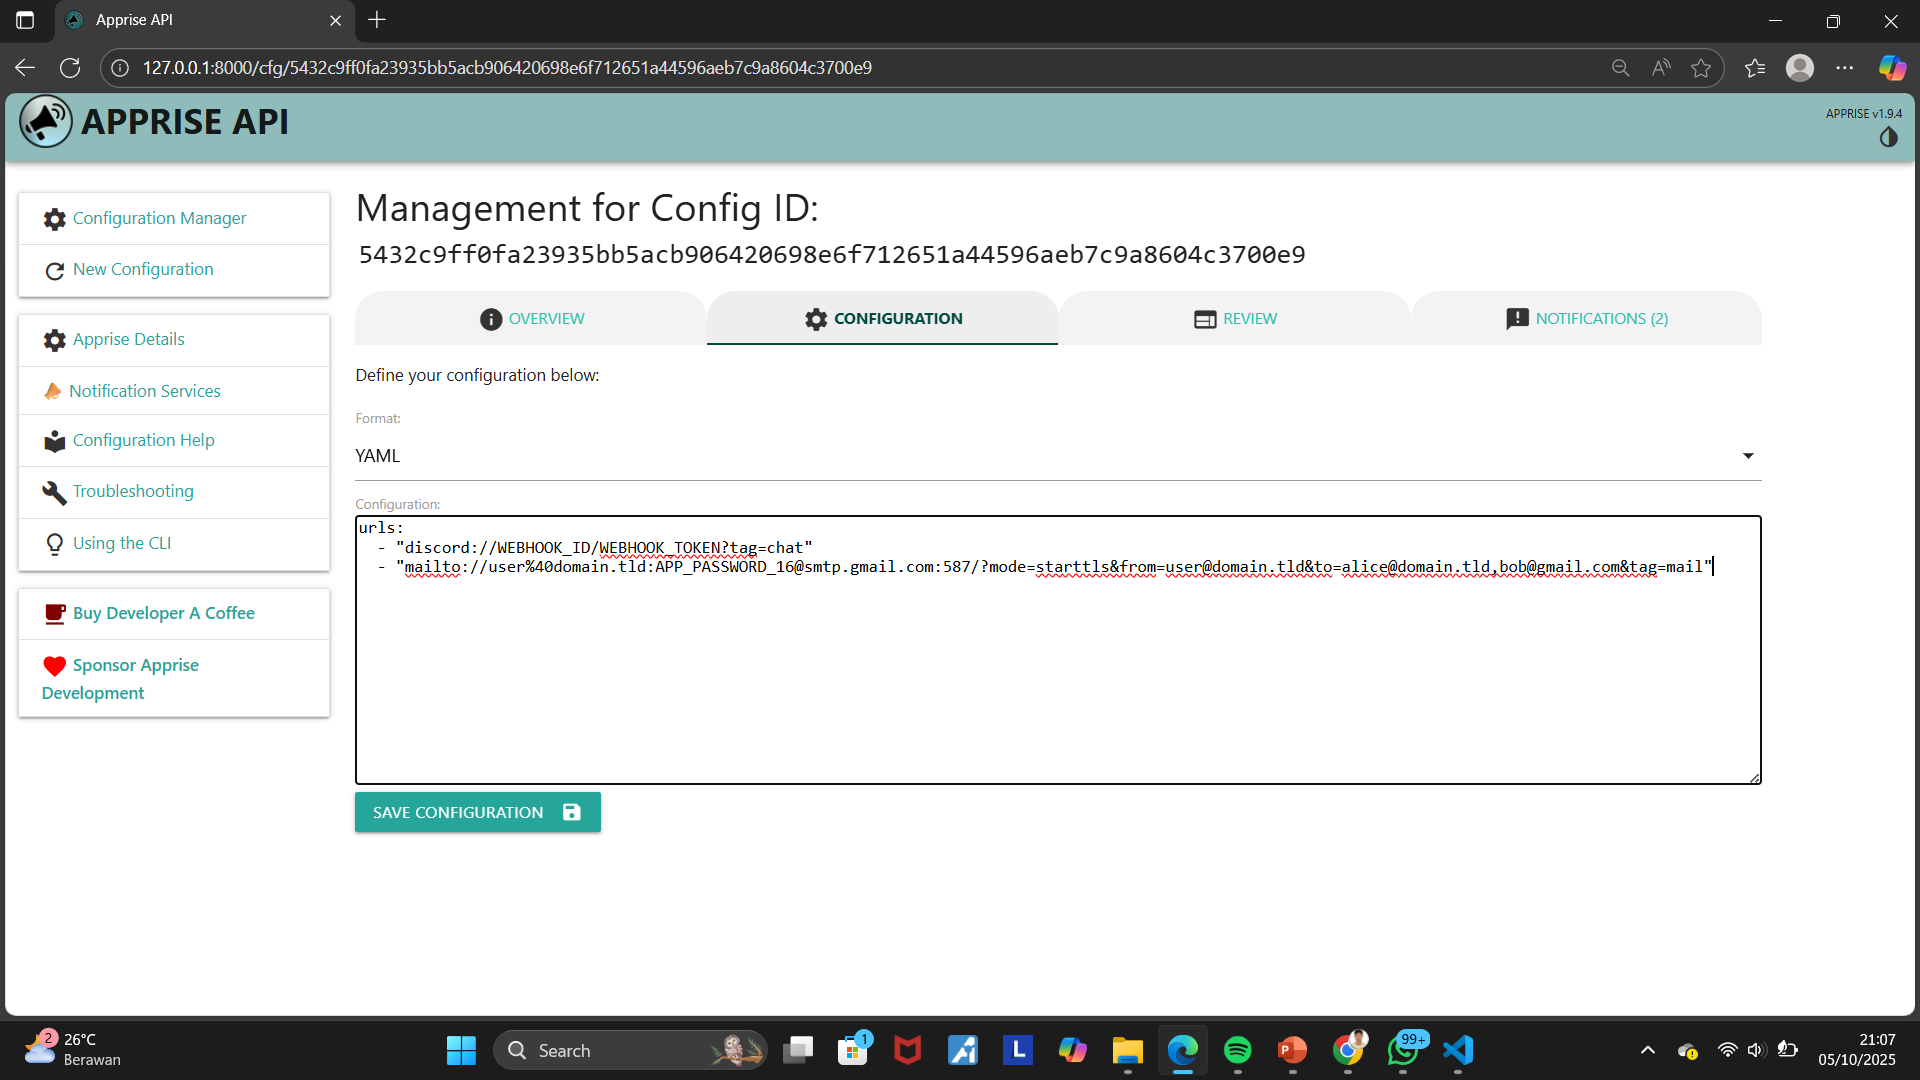 Apprise API
127.0.0.1:8000/cfg/5432c9ff0fa23935bb5acb906420698e6f712651a44596aeb7c9a8604c3700e9
APPRISE API
APPRISE v1.9.4
Configuration Manager
New Configuration
Apprise Details
Notification Services
Configuration Help
Troubleshooting
Using the CLI
Buy Developer A Coffee
Sponsor Apprise
Development
Management for Config ID:
5432c9ff0fa23935bb5acb906420698e6f712651a44596aeb7c9a8604c3700e9
OVERVIEW
CONFIGURATION
REVIEW
NOTIFICATIONS (2)
Define your configuration below:
Format:
YAML
Configuration:
urls:
  - "discord://WEBHOOK_ID/WEBHOOK_TOKEN?tag=chat"
  - "mailto://user%40domain.tld:APP_PASSWORD_16@smtp.gmail.com:587/?mode=starttls&from=user@domain.tld&to=alice@domain.tld,bob@gmail.com&tag=mail"
SAVE CONFIGURATION
2
26°C
Berawan
Search
1
L
P
99+
21:07
05/10/2025